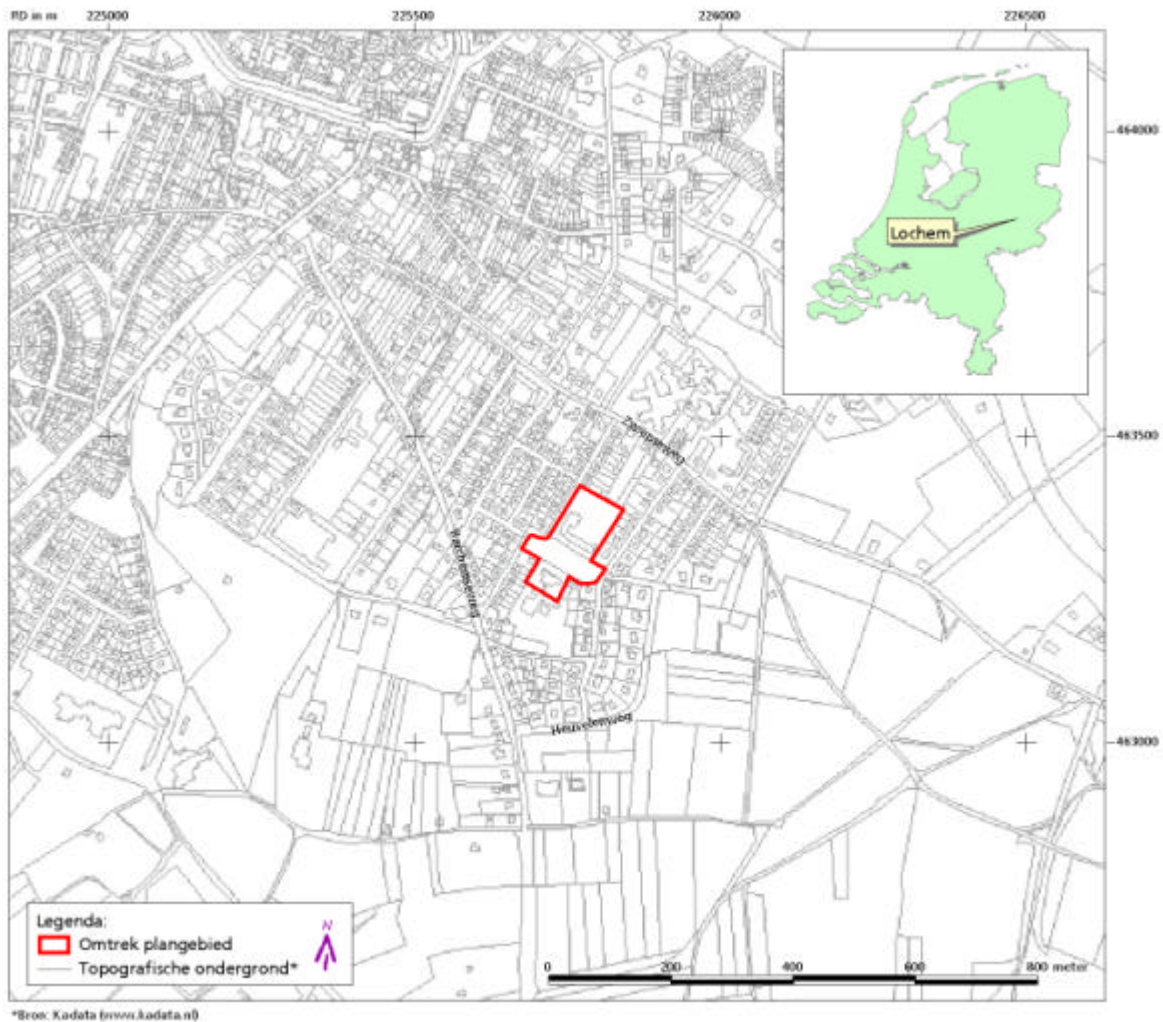 RD in m
225000
225500
226000
226500
464000
Lochem
463500
Zwiepseweg
Barchemseweg
Heuvelenweg
463000
Legenda:
N
Omtrek plangebied
Topografische ondergrond*
0
200
400
600
800 meter
*Bron: Kadata (www.kadata.nl)